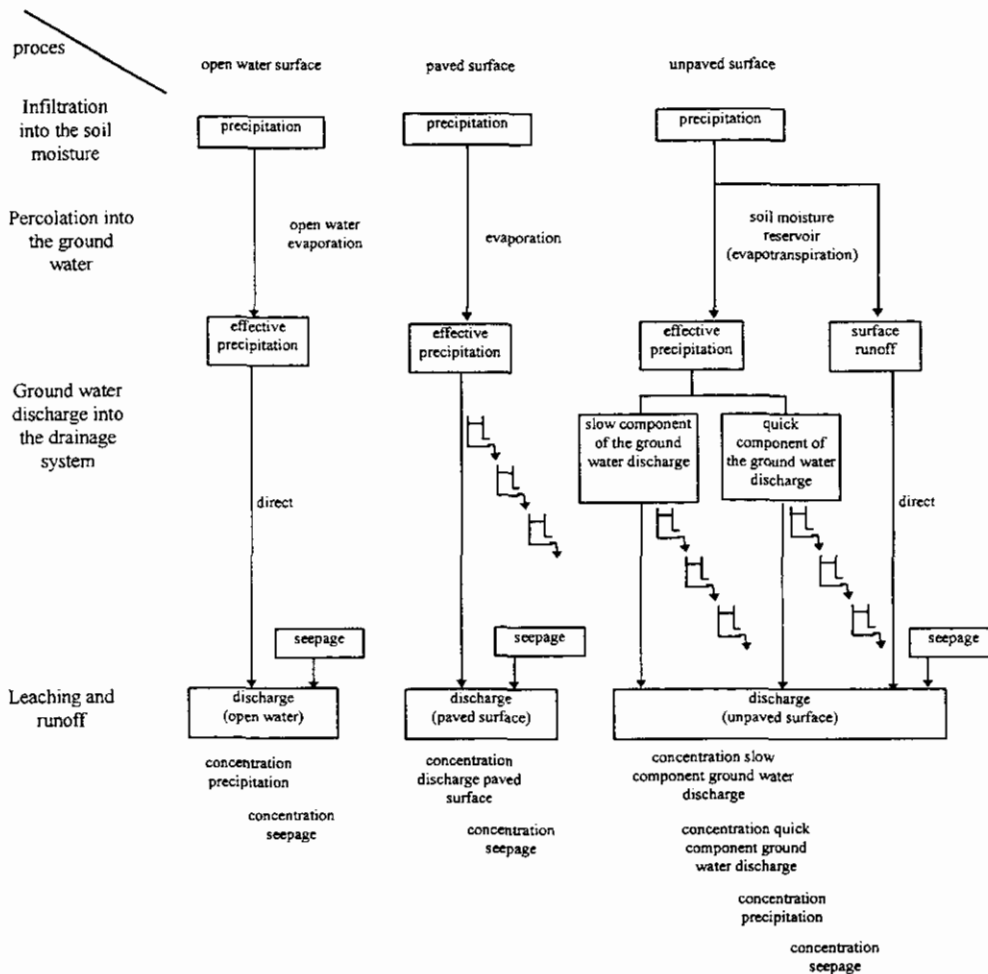 proces
open water surface
paved surface
unpaved surface
Infiltration
into the soil
moisture
precipitation
precipitation
precipitation
Percolation into
the ground
water
open water
evaporation
evaporation
soil moisture
reservoir
(evapotranspiration)
effective
precipitation
effective
precipitation
effective
precipitation
surface
runoff
Ground water
discharge into
the drainage
system
slow component
of the ground
water discharge
quick
component of
the ground water
discharge
direct
direct
seepage
seepage
seepage
Leaching and
runoff
discharge
(open water)
discharge
(paved surface)
discharge
(unpaved surface)
concentration
precipitation
concentration
seepage
concentration
discharge paved
surface
concentration
seepage
concentration slow
component ground water
discharge
concentration quick
component ground
water discharge
concentration
precipitation
concentration
seepage